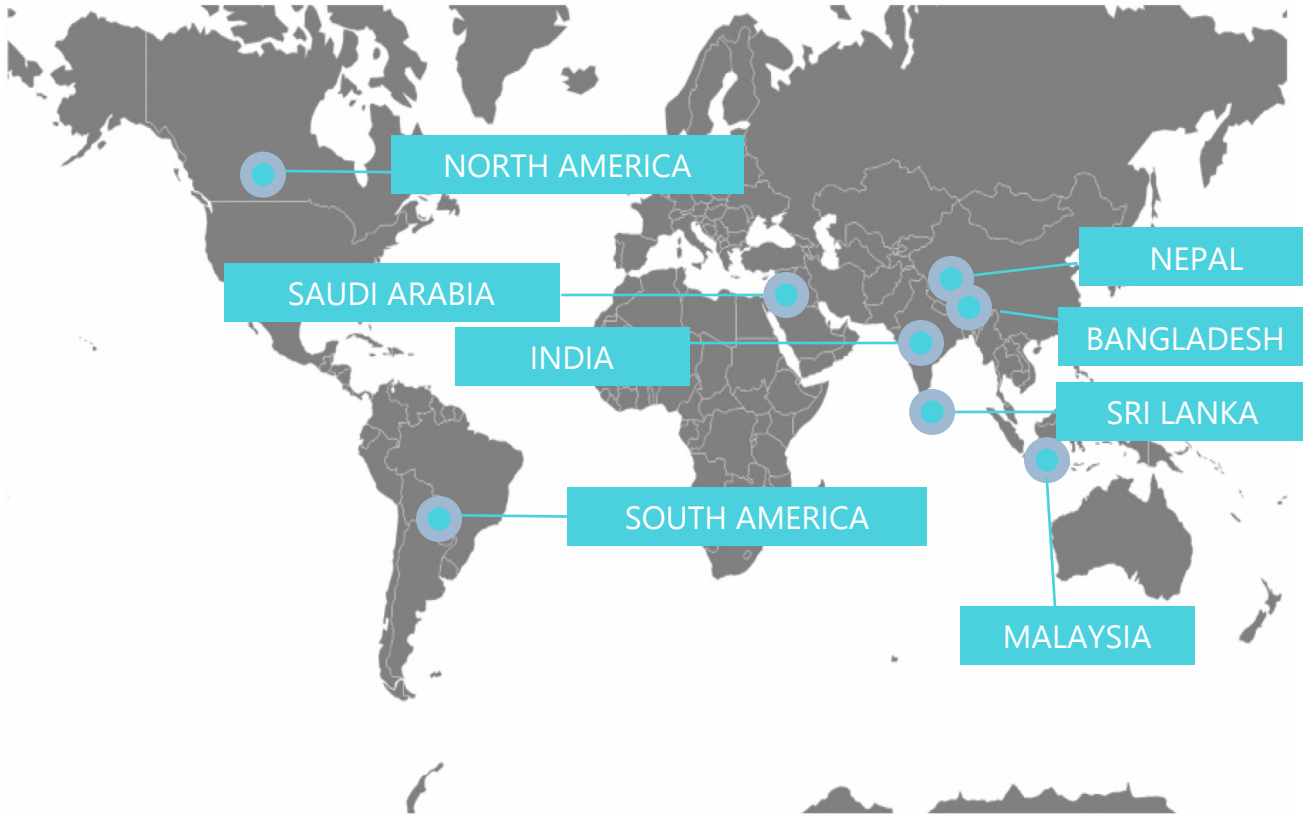 NORTH AMERICA
NEPAL
SAUDI ARABIA
BANGLADESH
INDIA
SRI LANKA
SOUTH AMERICA
MALAYSIA